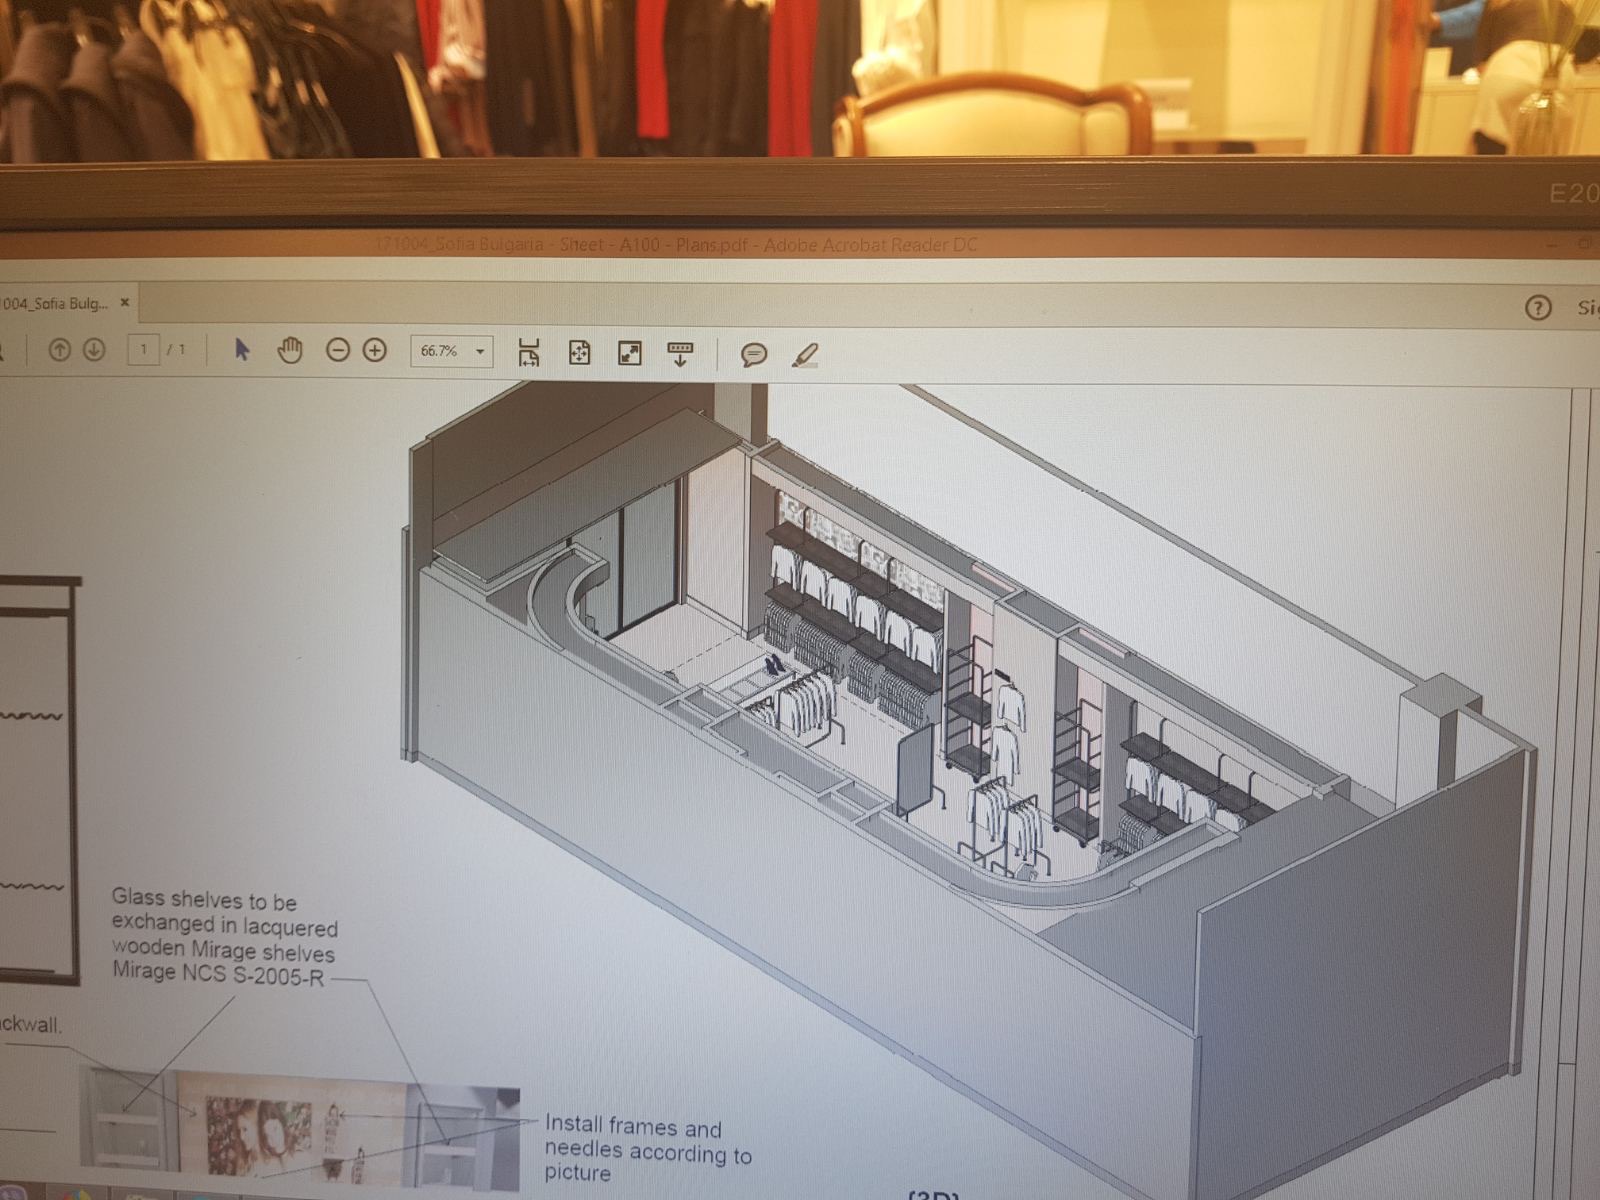 E20
171004_Sofia Bulgaria - Sheet - A100 - Plans.pdf - Adobe Acrobat Reader DC
004_Sofia Bulg...
1 / 1
66.7%
Glass shelves to be
exchanged in lacquered
wooden Mirage shelves
Mirage NCS S-2005-R
ckwall.
Install frames and
needles according to
picture
{3D}